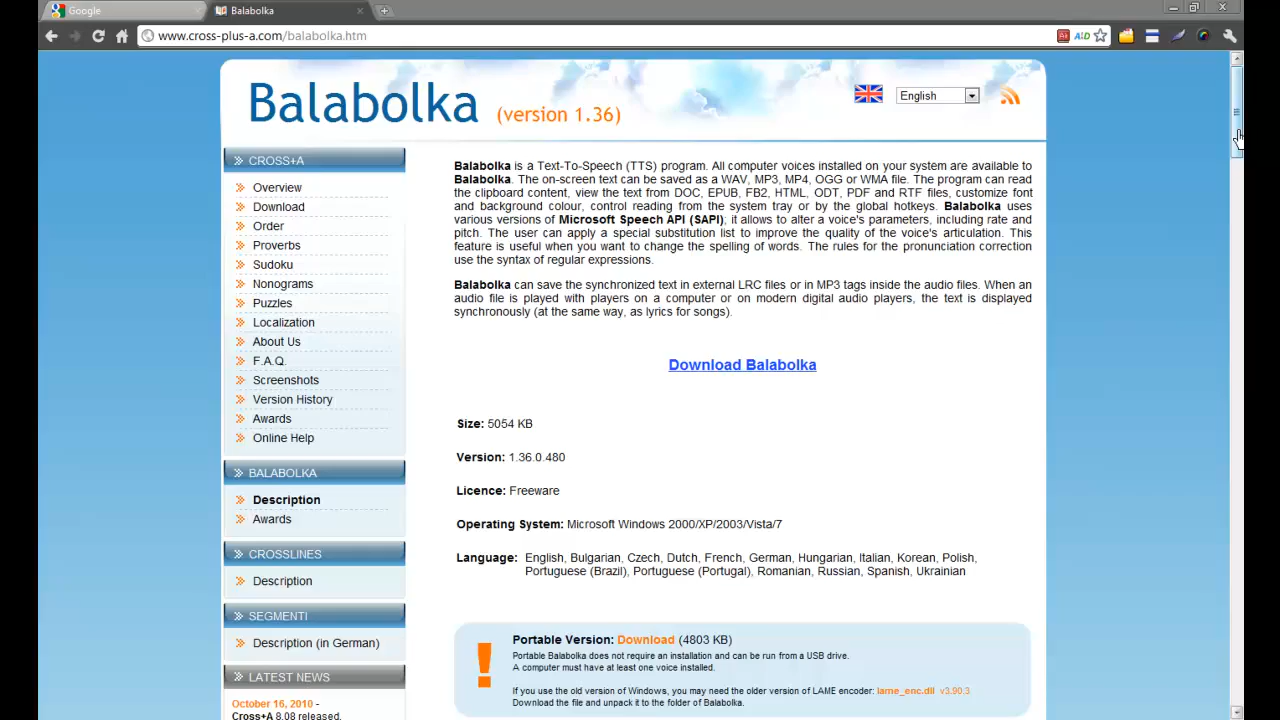 Google
Balabolka
www.cross-plus-a.com/balabolka.htm
Balabolka (version 1.36)
English
CROSS+A
Overview
Download
Order
Proverbs
Sudoku
Nonograms
Puzzles
Localization
About Us
F.A.Q.
Screenshots
Version History
Awards
Online Help
BALABOLKA
Description
Awards
CROSSLINES
Description
SEGMENTI
Description (in German)
LATEST NEWS
October 16, 2010 -
Cross+A 8.08 released.
Balabolka is a Text-To-Speech (TTS) program. All computer voices installed on your system are available to
Balabolka. The on-screen text can be saved as a WAV, MP3, MP4, OGG or WMA file. The program can read
the clipboard content, view the text from DOC, EPUB, FB2, HTML, ODT, PDF and RTF files, customize font
and background colour, control reading from the system tray or by the global hotkeys. Balabolka uses
various versions of Microsoft Speech API (SAPI); it allows to alter a voice's parameters, including rate and
pitch. The user can apply a special substitution list to improve the quality of the voice's articulation. This
feature is useful when you want to change the spelling of words. The rules for the pronunciation correction
use the syntax of regular expressions.
Balabolka can save the synchronized text in external LRC files or in MP3 tags inside the audio files. When an
audio file is played with players on a computer or on modern digital audio players, the text is displayed
synchronously (at the same way, as lyrics for songs).
Download Balabolka
Size: 5054 KB
Version: 1.36.0.480
Licence: Freeware
Operating System: Microsoft Windows 2000/XP/2003/Vista/7
Language: English, Bulgarian, Czech, Dutch, French, German, Hungarian, Italian, Korean, Polish,
Portuguese (Brazil), Portuguese (Portugal), Romanian, Russian, Spanish, Ukrainian
Portable Version: Download (4803 KB)
Portable Balabolka does not require an installation and can be run from a USB drive.
A computer must have at least one voice installed.
If you use the old version of Windows, you may need the older version of LAME encoder: lame_enc.dll v3.90.3
Download the file and unpack it to the folder of Balabolka.